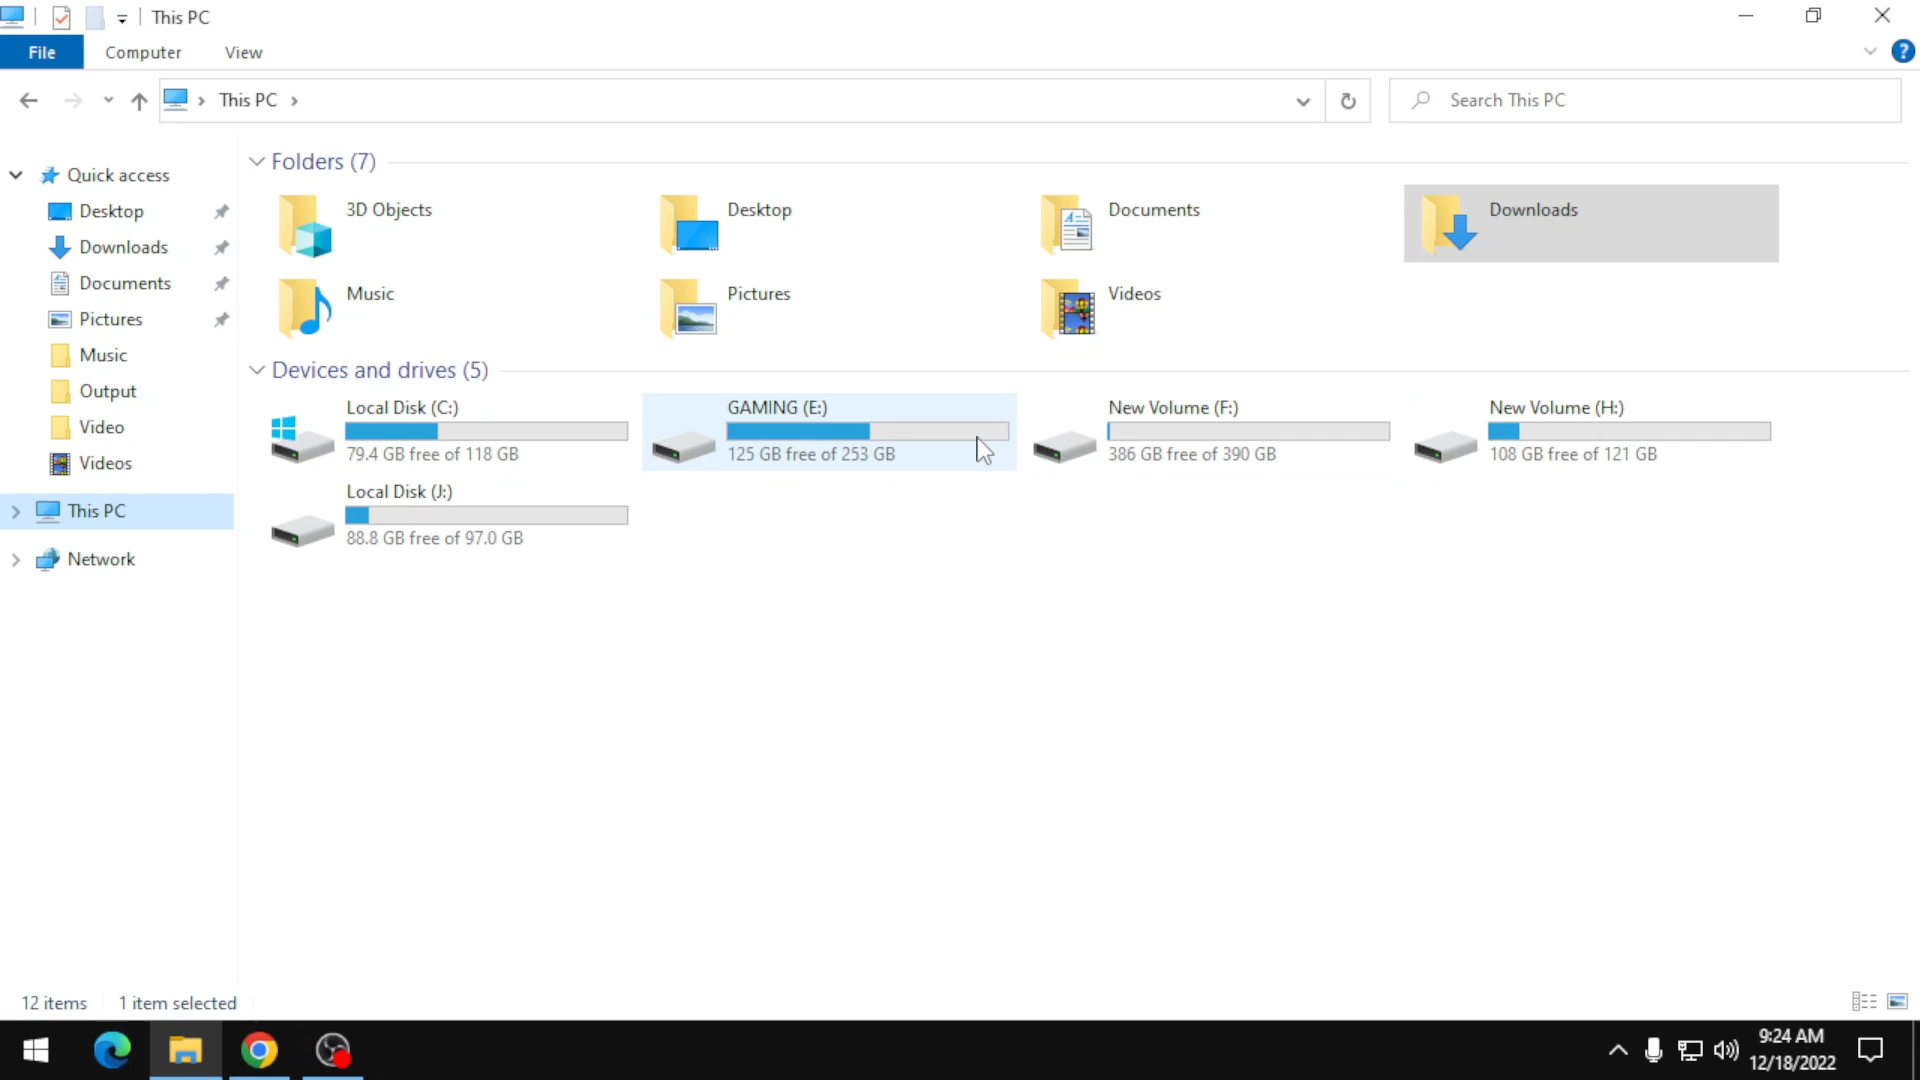 This PC
File
Computer
View
?
This PC
Search This PC
Quick access
Desktop
Downloads
Documents
Pictures
Music
Output
Video
Videos
This PC
Network
Folders (7)
3D Objects
Desktop
Documents
Downloads
Music
Pictures
Videos
Devices and drives (5)
Local Disk (C:)
79.4 GB free of 118 GB
GAMING (E:)
125 GB free of 253 GB
New Volume (F:)
386 GB free of 390 GB
New Volume (H:)
108 GB free of 121 GB
Local Disk (J:)
88.8 GB free of 97.0 GB
12 items
1 item selected
9:24 AM
12/18/2022